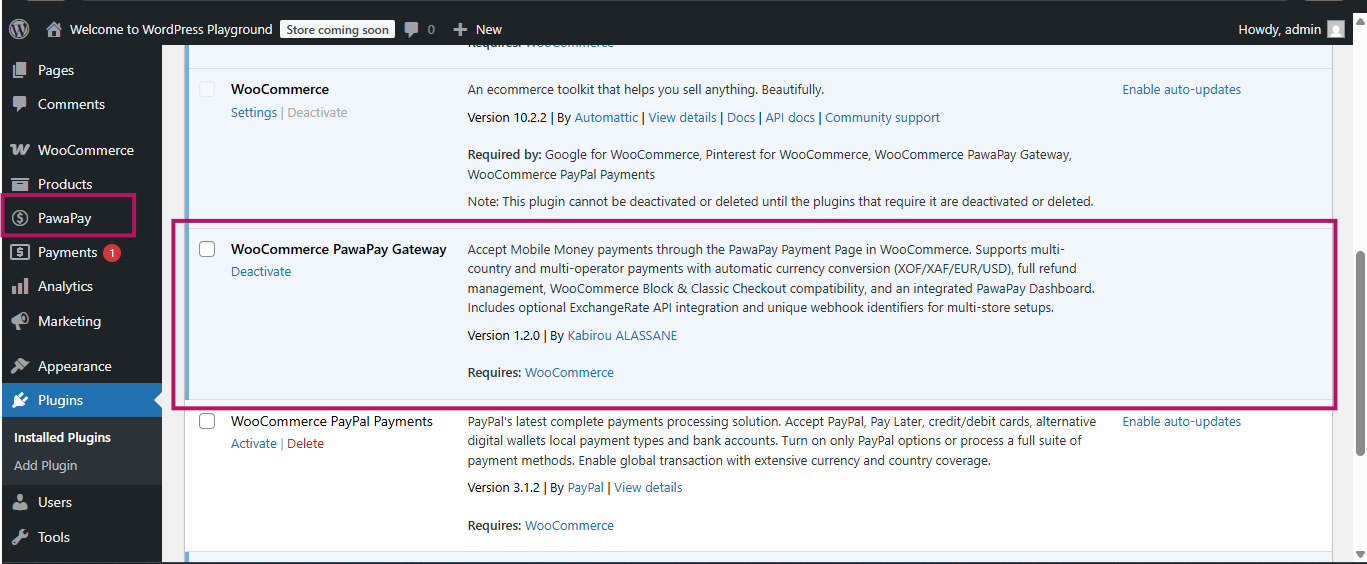 Welcome to WordPress Playground Store coming soon 0 New Howdy, admin
Pages
Comments
WooCommerce
Products
PawaPay
Payments 1
Analytics
Marketing
Appearance
Plugins
Installed Plugins
Add Plugin
Users
Tools
Requires: WooCommerce
WooCommerce
Settings | Deactivate
An ecommerce toolkit that helps you sell anything. Beautifully.
Version 10.2.2 | By Automattic | View details | Docs | API docs | Community support
Required by: Google for WooCommerce, Pinterest for WooCommerce, WooCommerce PawaPay Gateway,
WooCommerce PayPal Payments
Note: This plugin cannot be deactivated or deleted until the plugins that require it are deactivated or deleted.
Enable auto-updates
WooCommerce PawaPay Gateway
Deactivate
Accept Mobile Money payments through the PawaPay Payment Page in WooCommerce. Supports multi-
country and multi-operator payments with automatic currency conversion (XOF/XAF/EUR/USD), full refund
management, WooCommerce Block & Classic Checkout compatibility, and an integrated PawaPay Dashboard.
Includes optional ExchangeRate API integration and unique webhook identifiers for multi-store setups.
Version 1.2.0 | By Kabirou ALASSANE
Requires: WooCommerce
WooCommerce PayPal Payments
Activate | Delete
PayPal's latest complete payments processing solution. Accept PayPal, Pay Later, credit/debit cards, alternative
digital wallets local payment types and bank accounts. Turn on only PayPal options or process a full suite of
payment methods. Enable global transaction with extensive currency and country coverage.
Version 3.1.2 | By PayPal | View details
Requires: WooCommerce
Enable auto-updates